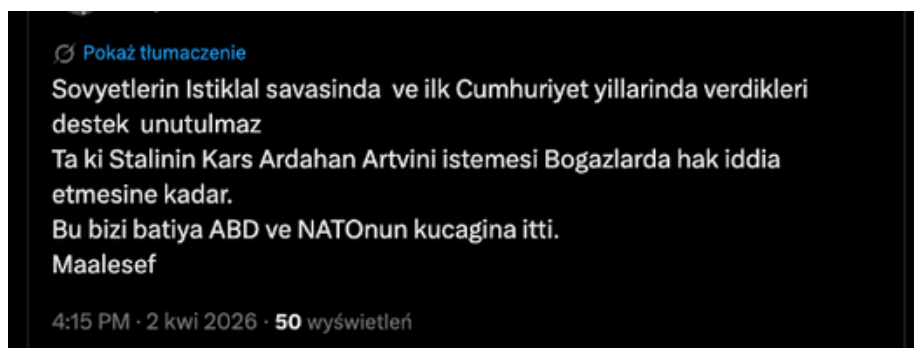 Pokaż tłumaczenie
Sovyetlerin Istiklal savasinda ve ilk Cumhuriyet yillarinda verdikleri
destek unutulmaz
Ta ki Stalinin Kars Ardahan Artvini istemesi Bogazlarda hak iddia
etmesine kadar.
Bu bizi batiya ABD ve NATOnun kucagina itti.
Maalesef
4:15 PM · 2 kwi 2026 · 50 wyświetleń